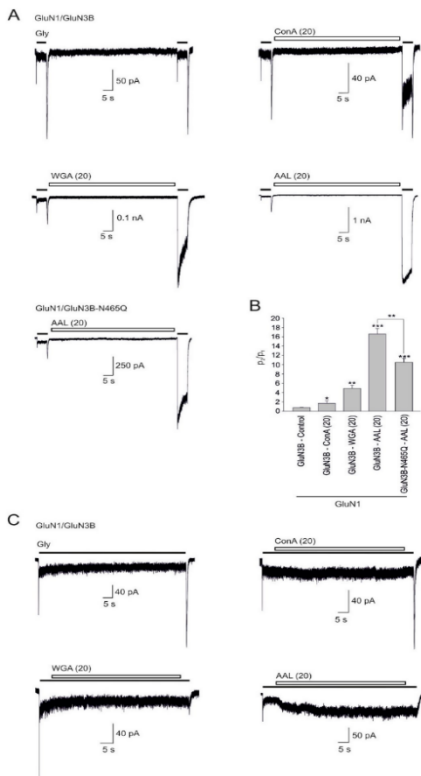 A
GluN1/GluN3B
Gly
50 pA
5 s
ConA (20)
40 pA
5 s
WGA (20)
0.1 nA
5 s
AAL (20)
1 nA
5 s
GluN1/GluN3B-N465Q
AAL (20)
250 pA
5 s
B
20
18
16
14
12
10
8
6
4
2
0
p2/p1
*
**
***
**
***
GluN3B - Control
GluN3B - ConA (20)
GluN3B - WGA (20)
GluN3B - AAL (20)
GluN3B-N465Q - AAL (20)
GluN1
C
GluN1/GluN3B
Gly
40 pA
5 s
ConA (20)
40 pA
5 s
WGA (20)
40 pA
5 s
AAL (20)
50 pA
5 s